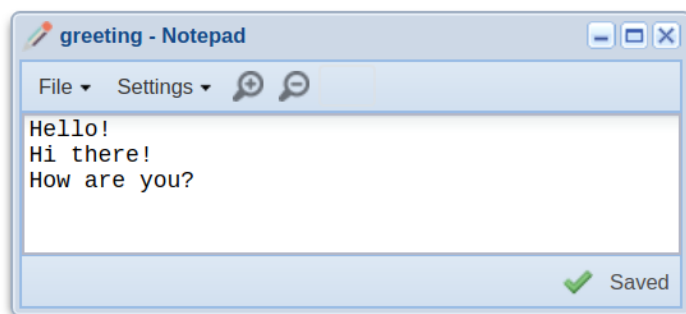 greeting - Notepad
File Settings
Hello!
Hi there!
How are you?
Saved